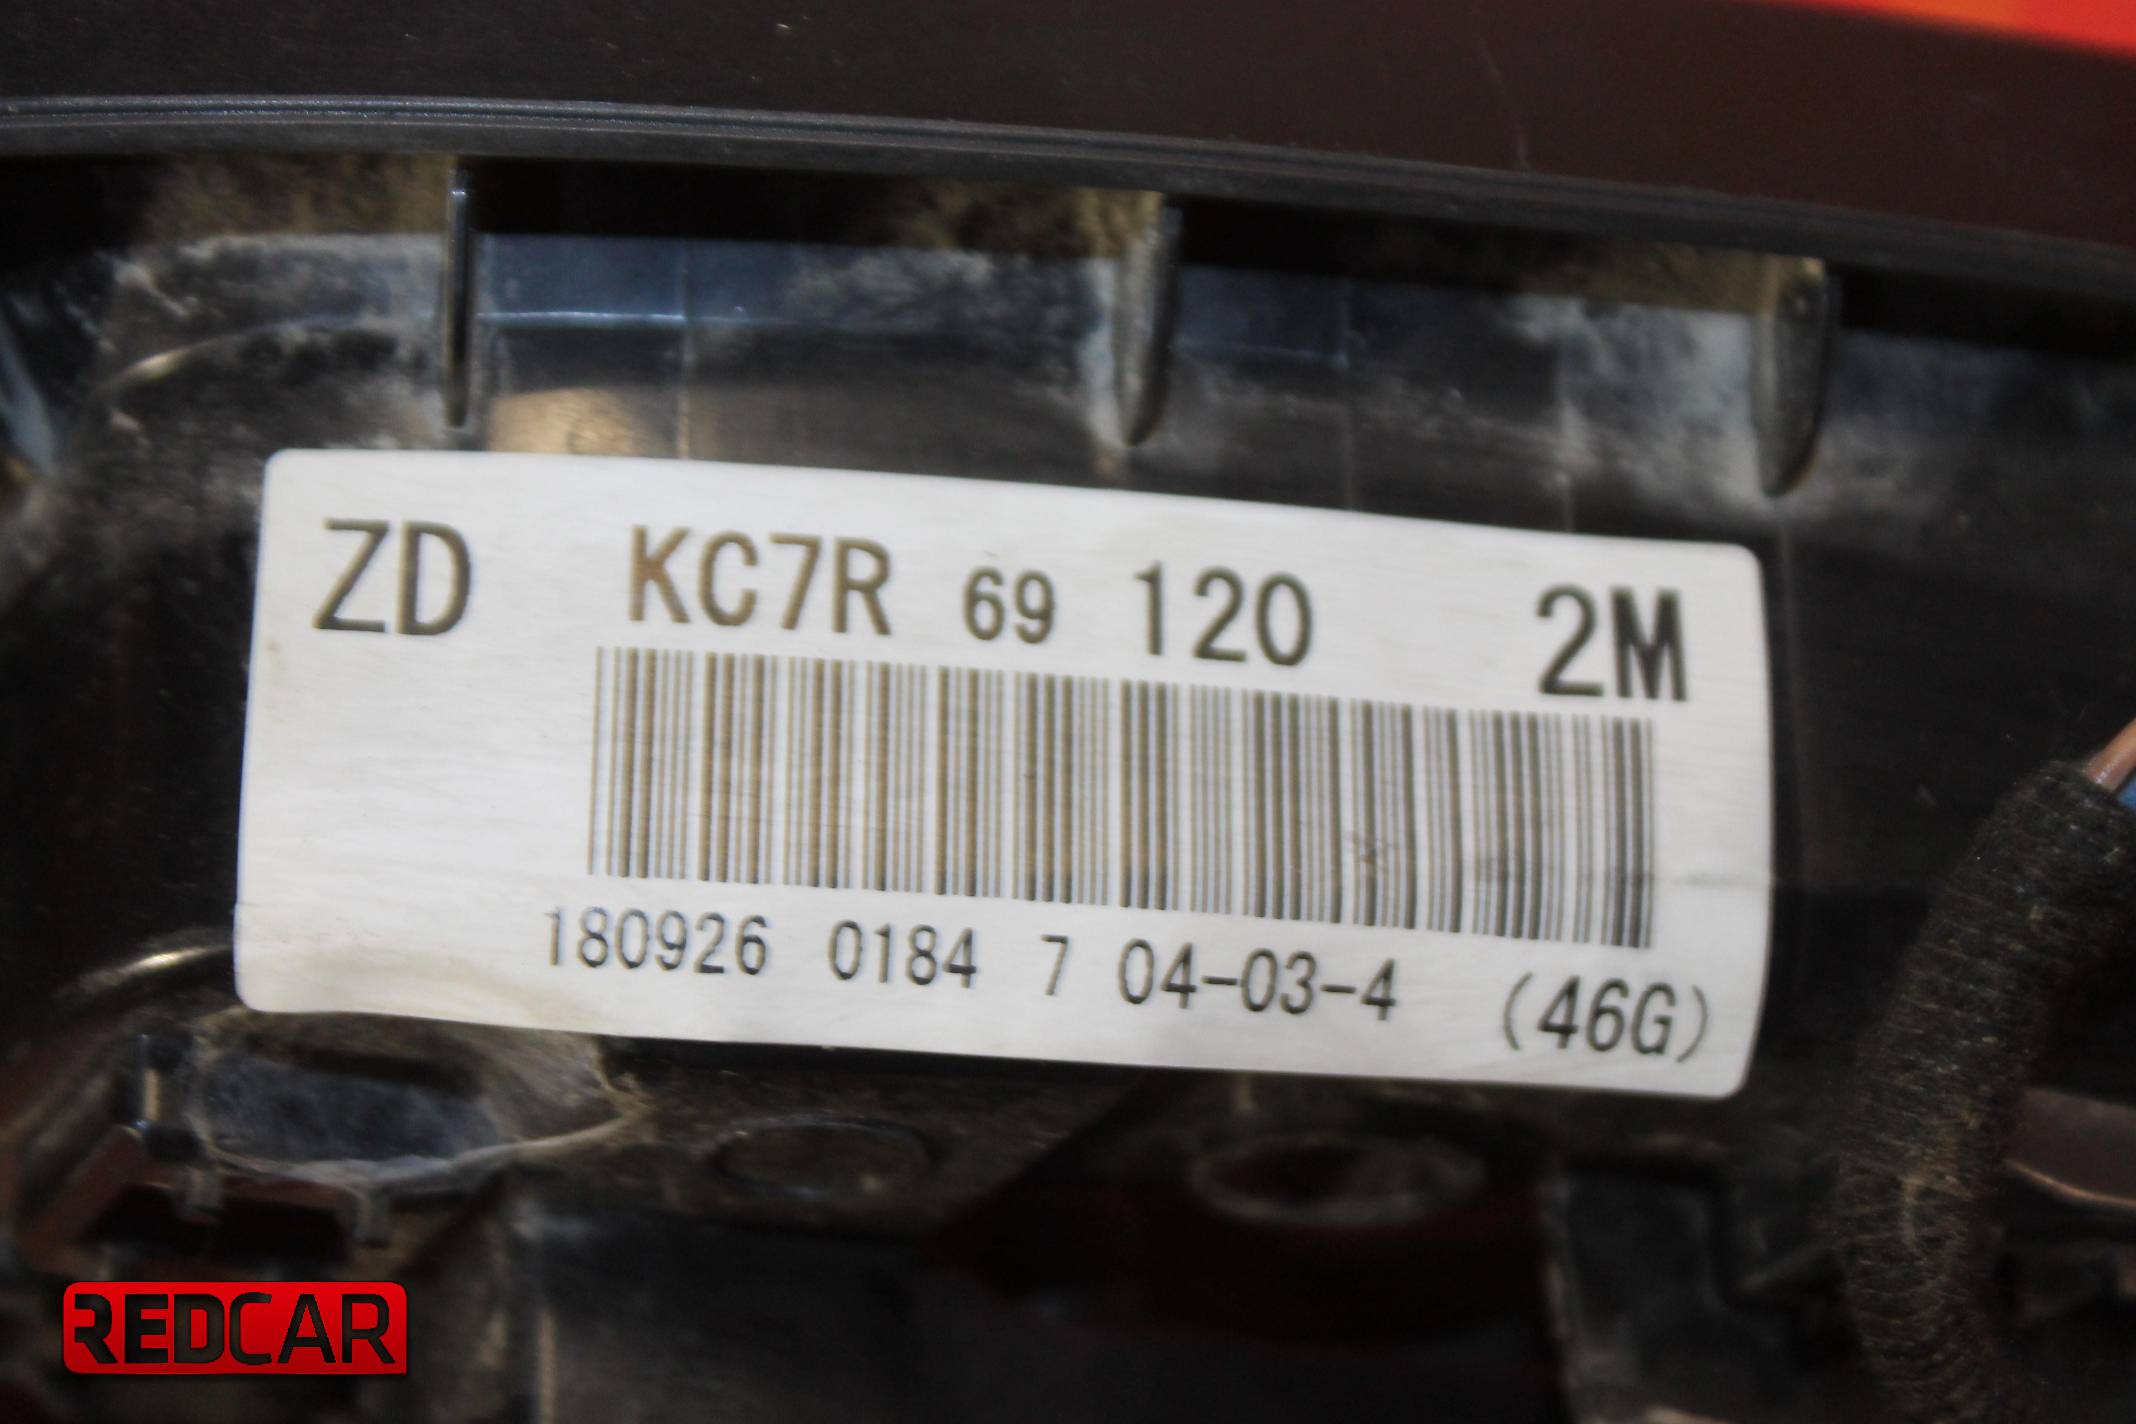 ZD KC7R 69 120 2M
180926 0184 7 04-03-4 (46G)
REDCAR